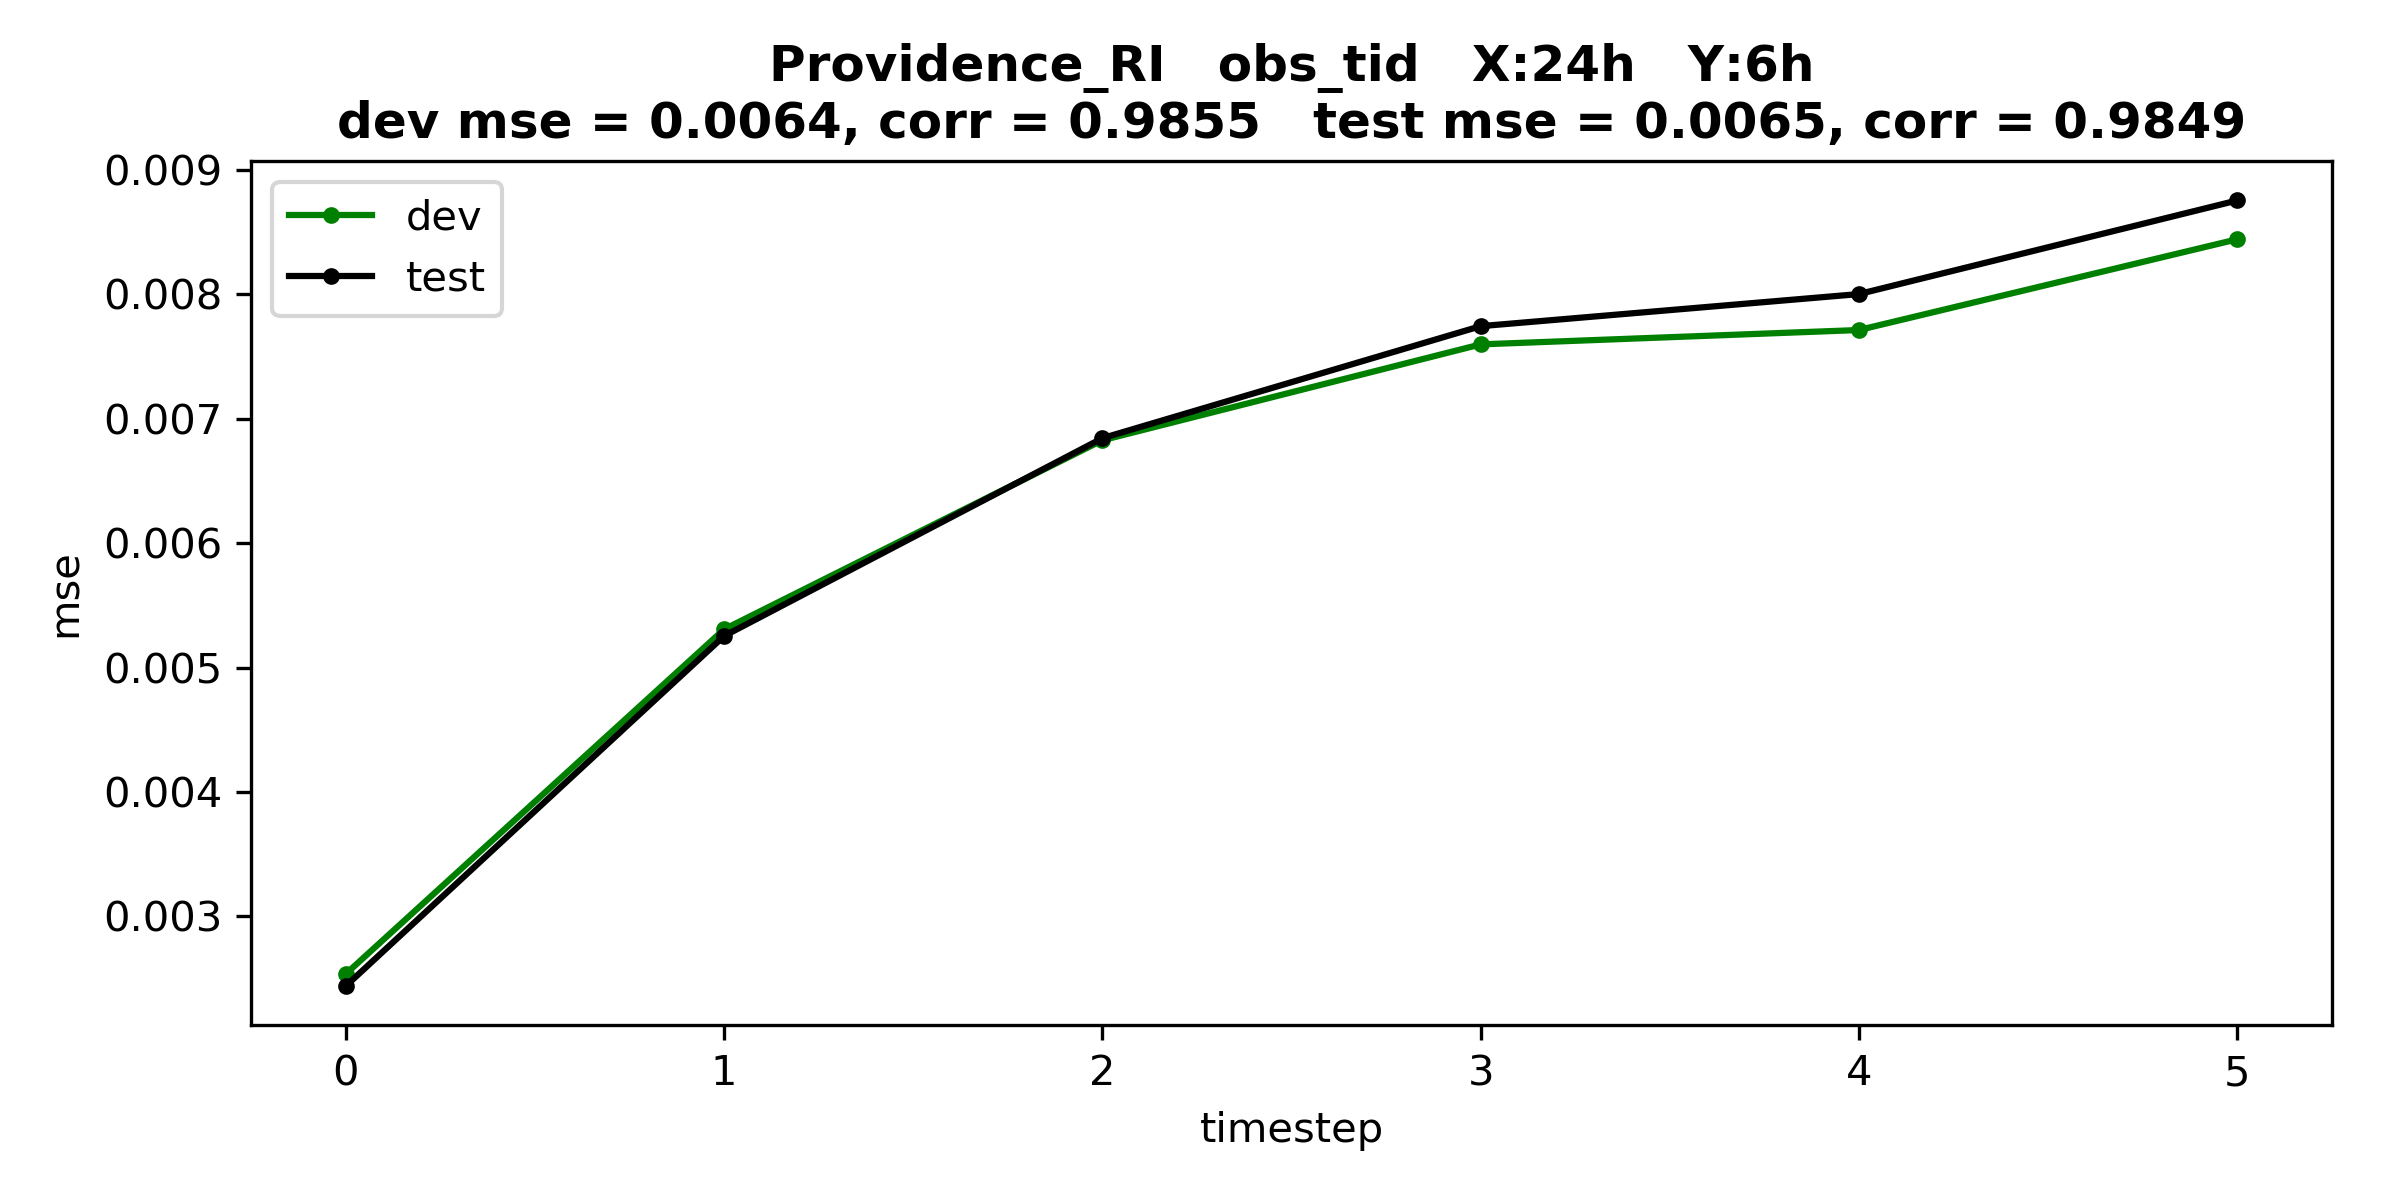 Providence_RI   obs_tid   X:24h   Y:6h
dev mse = 0.0064, corr = 0.9855   test mse = 0.0065, corr = 0.9849
dev
test
0.009
0.008
0.007
0.006
0.005
0.004
0.003
mse
0 1 2 3 4 5
timestep